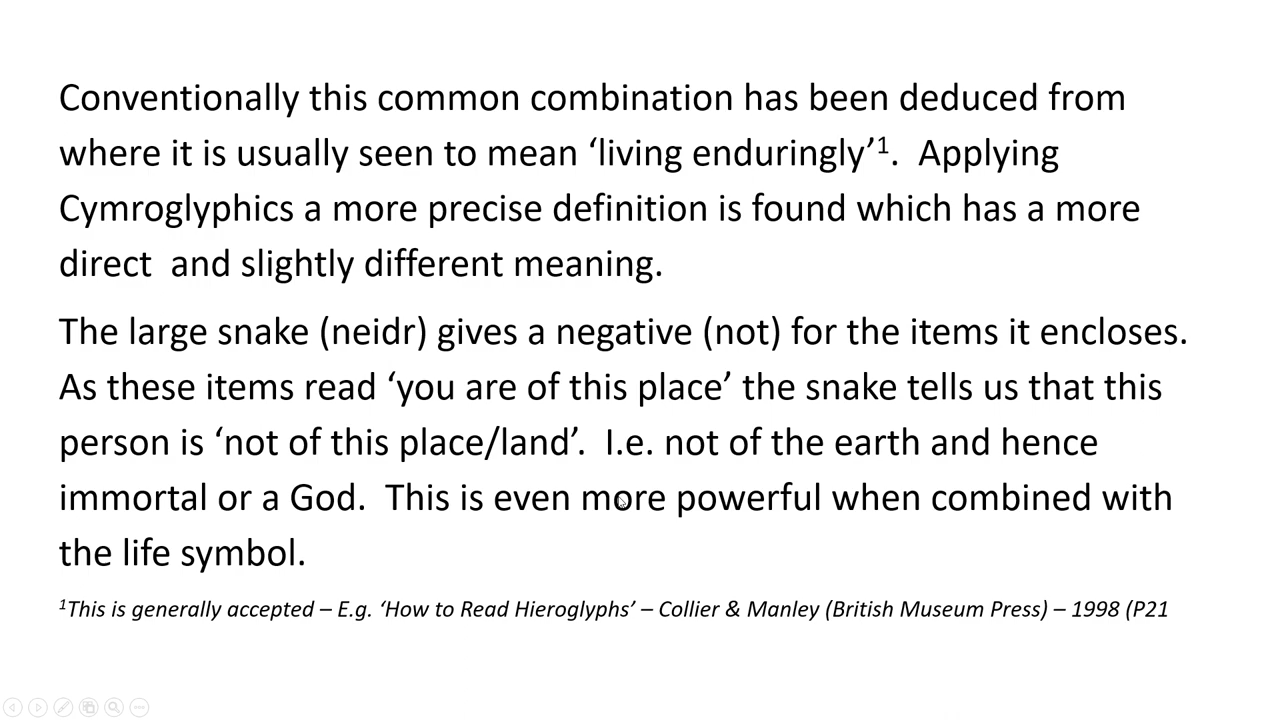 Conventionally this common combination has been deduced from
where it is usually seen to mean ‘living enduringly’¹.  Applying
Cymroglyphics a more precise definition is found which has a more
direct  and slightly different meaning.
The large snake (neidr) gives a negative (not) for the items it encloses.
As these items read ‘you are of this place’ the snake tells us that this
person is ‘not of this place/land’.  I.e. not of the earth and hence
immortal or a God.  This is even more powerful when combined with
the life symbol.
¹This is generally accepted – E.g. ‘How to Read Hieroglyphs’ – Collier & Manley (British Museum Press) – 1998 (P21